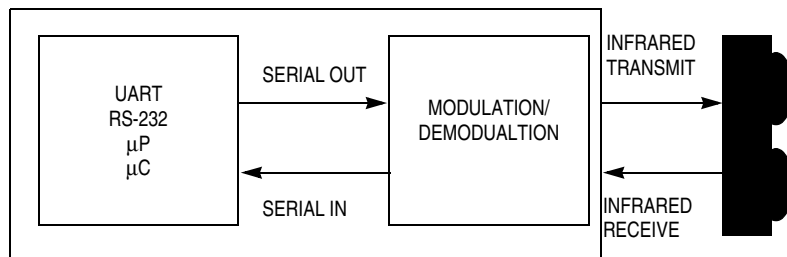 UART
RS-232
μP
μC
SERIAL OUT
SERIAL IN
MODULATION/
DEMODUALTION
INFRARED
TRANSMIT
INFRARED
RECEIVE